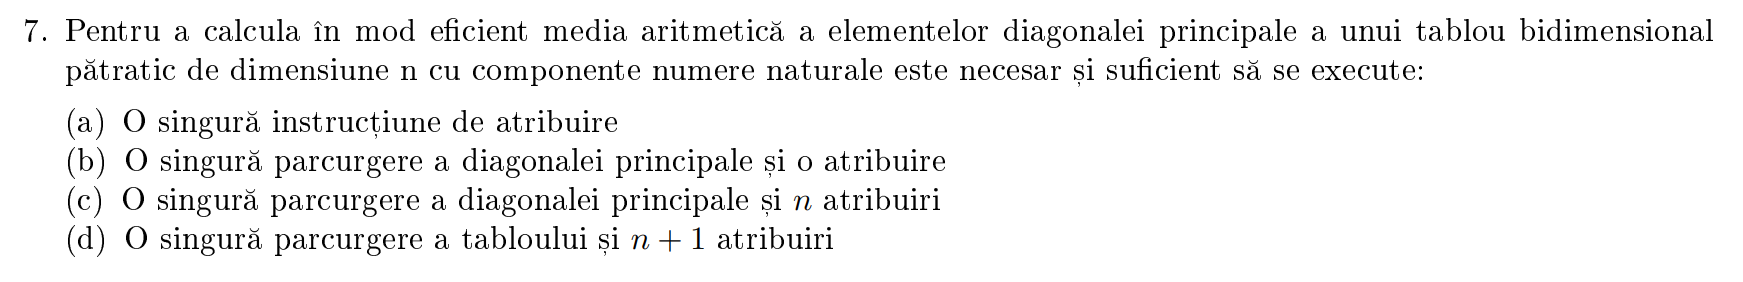 7. Pentru a calcula în mod eficient media aritmetică a elementelor diagonalei principale a unui tablou bidimensional
pătratic de dimensiune n cu componente numere naturale este necesar și suficient să se execute:
(a) O singură instrucțiune de atribuire
(b) O singură parcurgere a diagonalei principale și o atribuire
(c) O singură parcurgere a diagonalei principale și n atribuiri
(d) O singură parcurgere a tabloului și n + 1 atribuiri